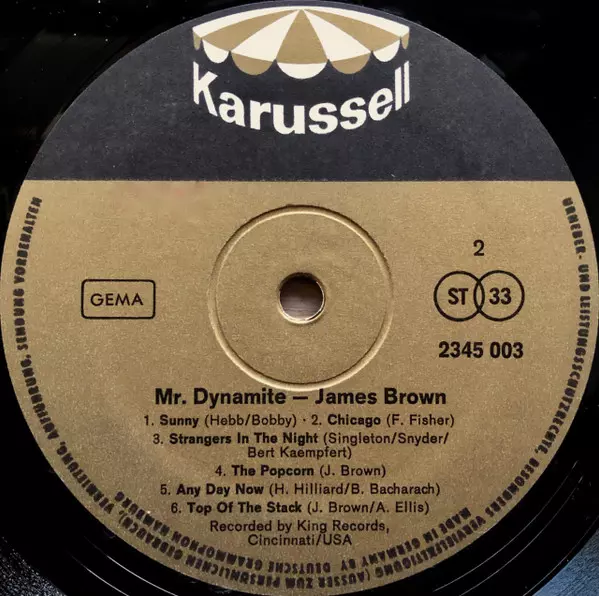 Karussell
2
GEMA
ST 33
2345 003
Mr. Dynamite — James Brown
1. Sunny (Hebb/Bobby) · 2. Chicago (F. Fisher)
3. Strangers In The Night (Singleton/Snyder/
Bert Kaempfert)
4. The Popcorn (J. Brown)
5. Any Day Now (H. Hilliard/B. Bacharach)
6. Top Of The Stack (J. Brown/A. Ellis)
Recorded by King Records,
Cincinnati/USA
URHEBER- UND LEISTUNGSSCHUTZRECHTE, BESONDERS VERVIELFÄLTIGUNG (AUSSER ZUM PERSÖNLICHEN GEBRAUCH), VERMIETUNG, AUFFÜHRUNG, SENDUNG VORBEHALTEN
MADE IN GERMANY BY DEUTSCHE GRAMMOPHON HAMBURG